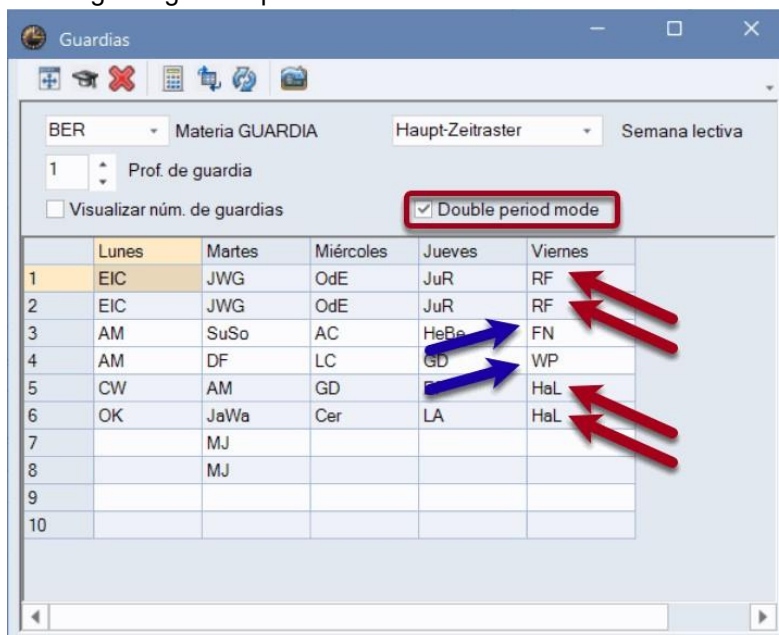 Guardias
BER Materia GUARDIA Haupt-Zeitraster Semana lectiva
1 Prof. de guardia
Visualizar núm. de guardias Double period mode
Lunes Martes Miércoles Jueves Viernes
1 EIC JWG OdE JuR RF
2 EIC JWG OdE JuR RF
3 AM SuSo AC HeBe FN
4 AM DF LC GD WP
5 CW AM GD HaL
6 OK JaWa Cer LA HaL
7 MJ
8 MJ
9
10